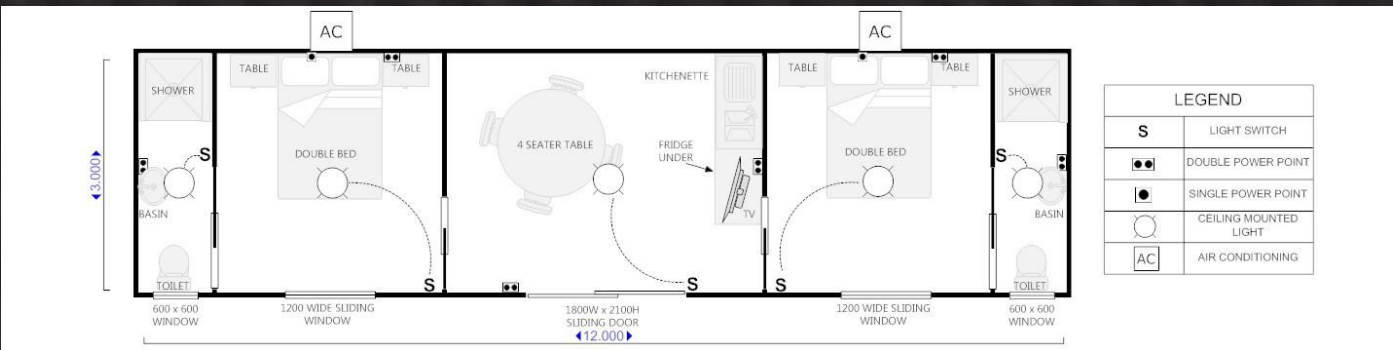 AC
AC
TABLE
TABLE
KITCHENETTE
TABLE
TABLE
SHOWER
SHOWER
4 SEATER TABLE
FRIDGE
UNDER
DOUBLE BED
DOUBLE BED
S
S
3.000
BASIN
TV
BASIN
TOILET
S
S
S
TOILET
600 x 600
WINDOW
1200 WIDE SLIDING
WINDOW
1800W x 2100H
SLIDING DOOR
12.000
1200 WIDE SLIDING
WINDOW
600 x 600
WINDOW
LEGEND
S LIGHT SWITCH
DOUBLE POWER POINT
SINGLE POWER POINT
CEILING MOUNTED
LIGHT
AC AIR CONDITIONING